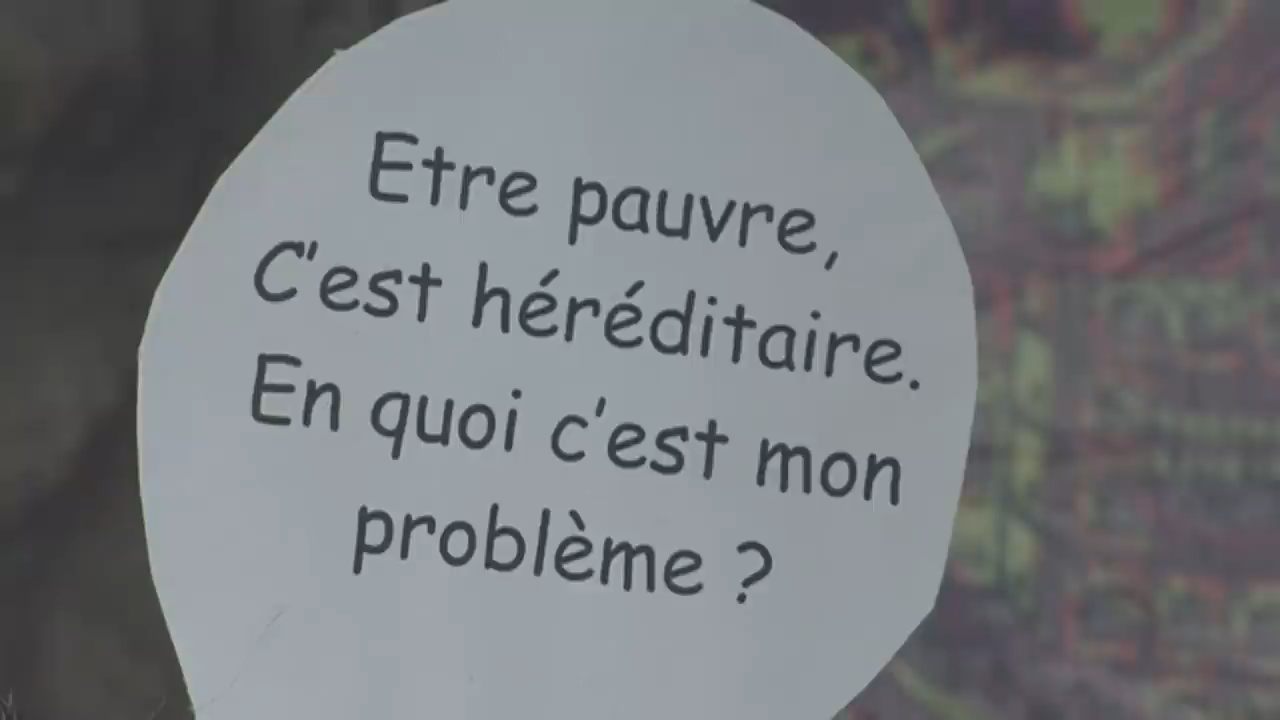 Etre pauvre,
C'est héréditaire.
En quoi c'est mon
problème ?